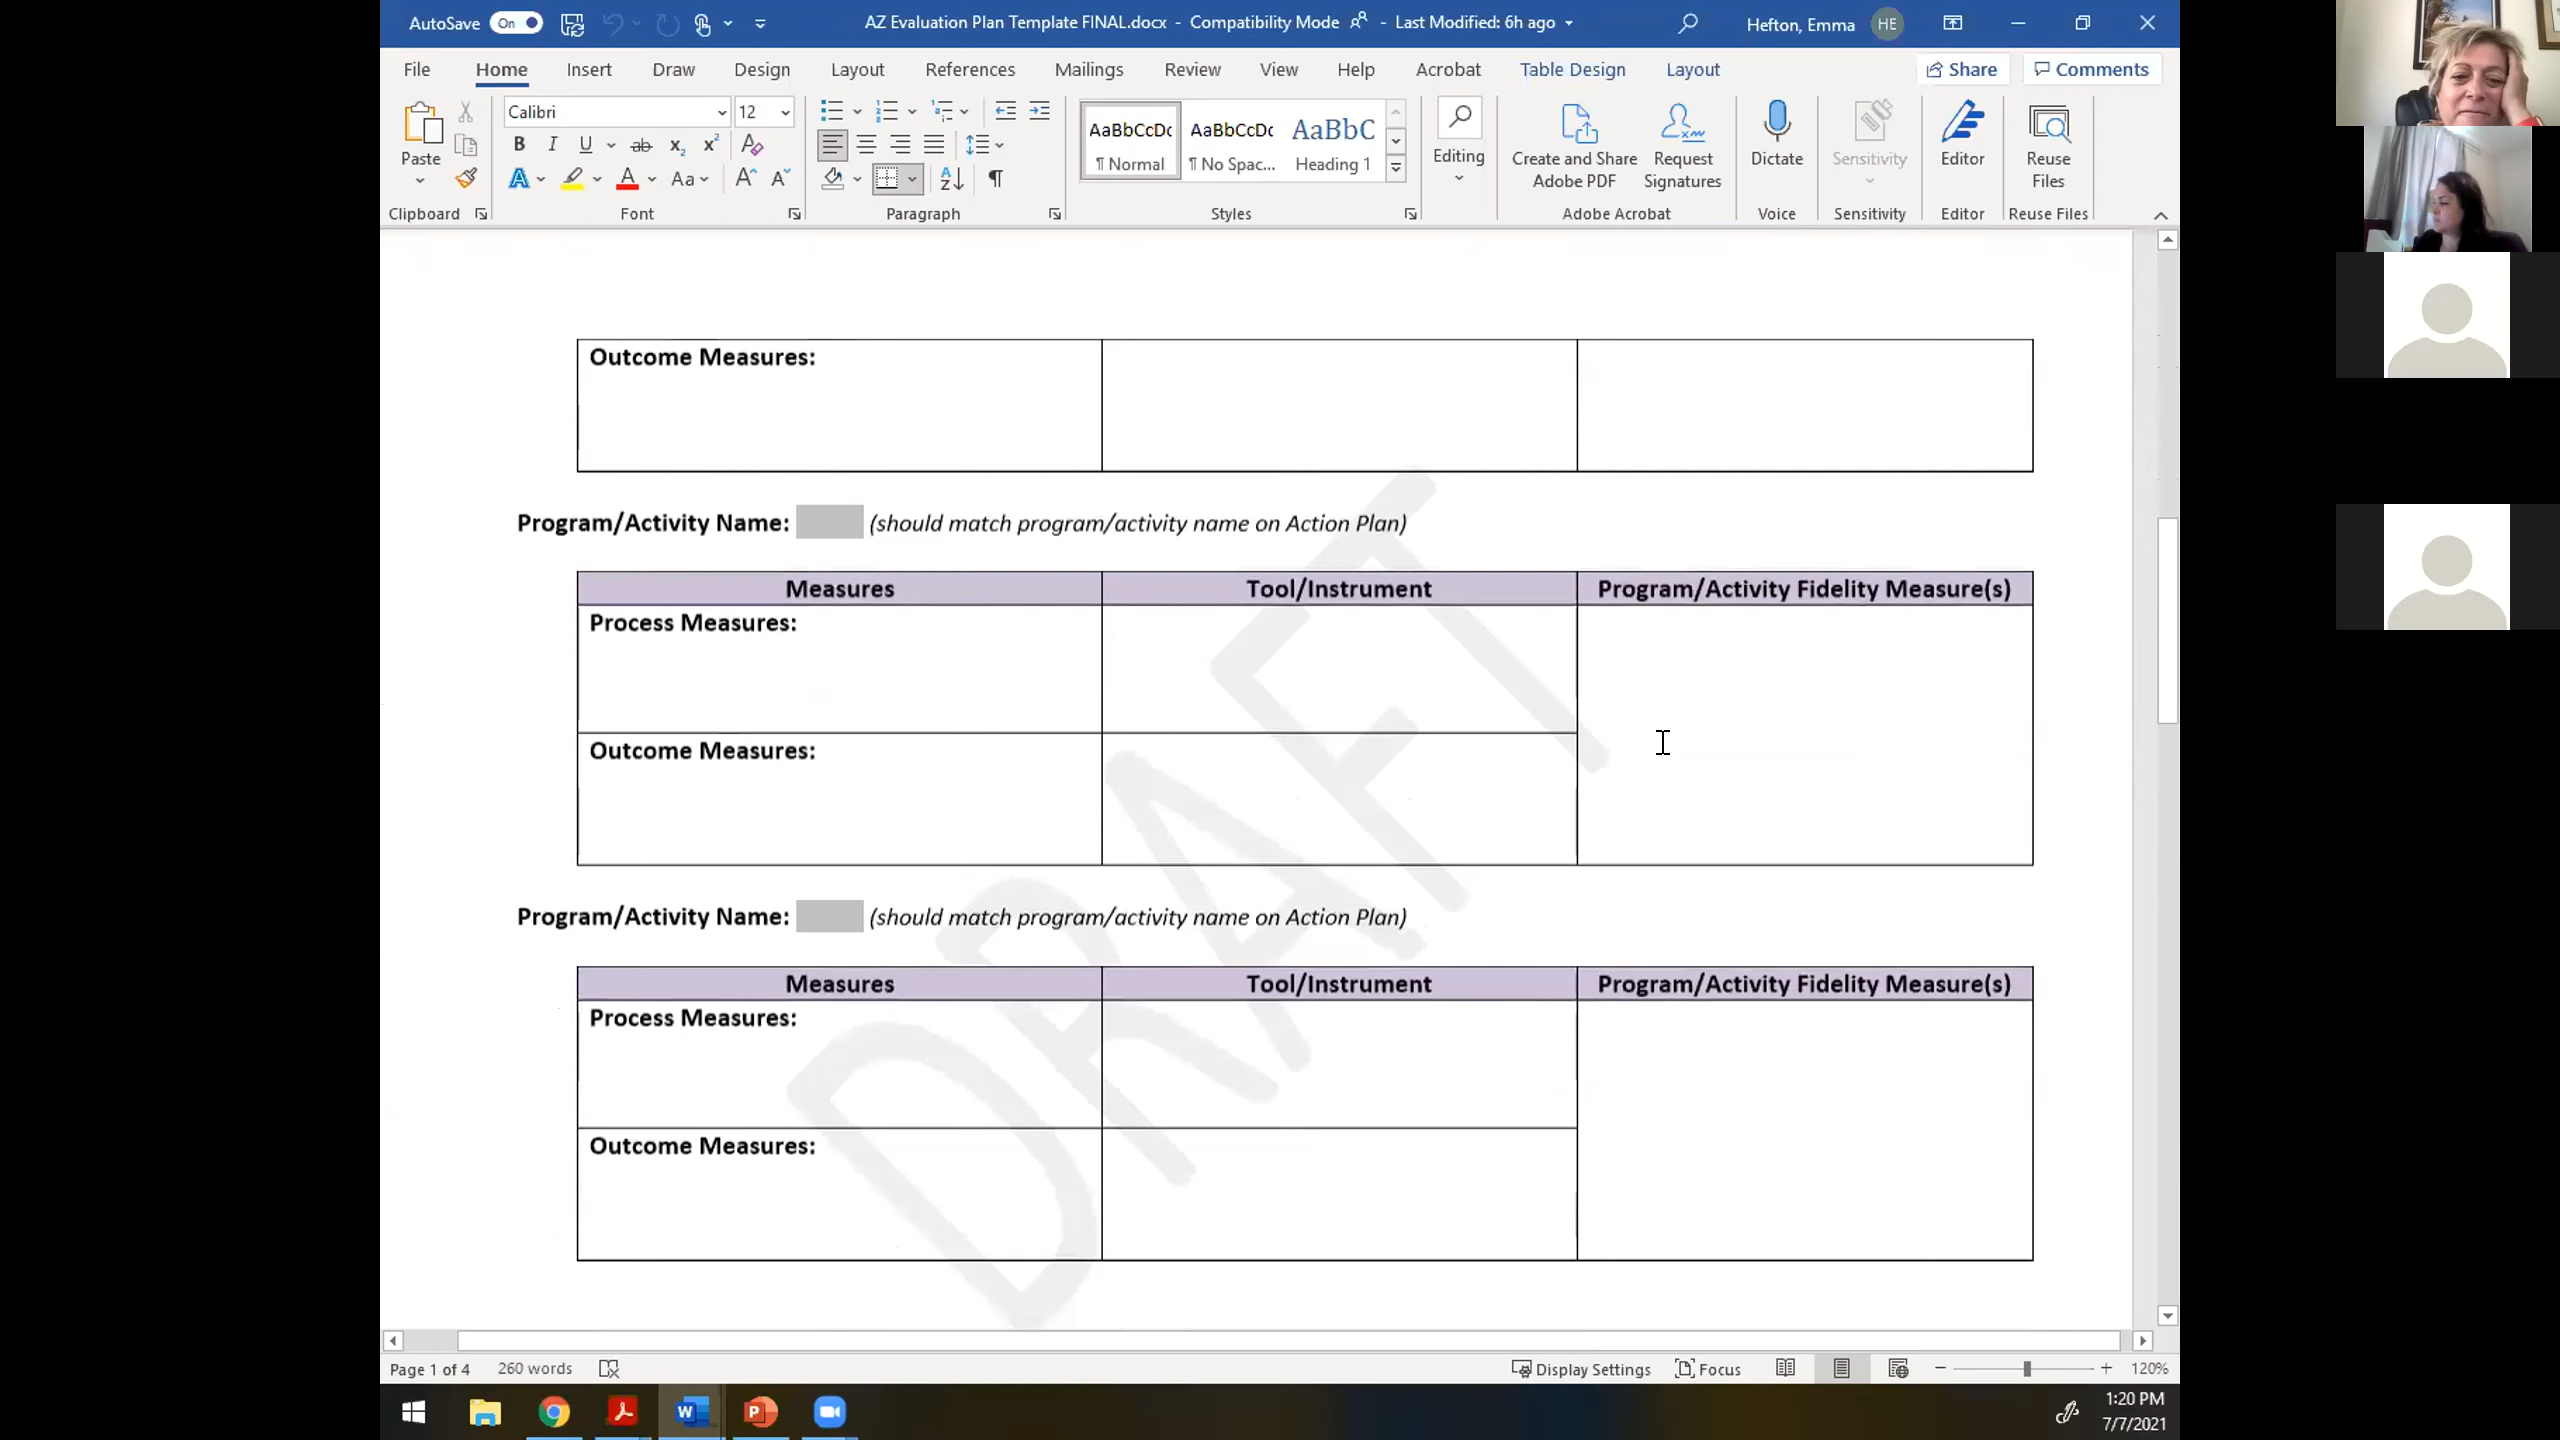 AutoSave On AZ Evaluation Plan Template FINAL.docx - Compatibility Mode - Last Modified: 6h ago Hefton, Emma HE
File Home Insert Draw Design Layout References Mailings Review View Help Acrobat Table Design Layout Share Comments
Paste
Clipboard
Calibri 12
B I U ab x₂ x² A
A A Aa A A
Font
Paragraph
AaBbCcDc AaBbCcDc AaBbC
¶ Normal ¶ No Spac... Heading 1
Styles
Editing
Create and Share Adobe PDF
Request Signatures
Adobe Acrobat
Dictate
Voice
Sensitivity
Sensitivity
Editor
Editor
Reuse Files
Reuse Files
Outcome Measures:
Program/Activity Name: (should match program/activity name on Action Plan)
Measures Tool/Instrument Program/Activity Fidelity Measure(s)
Process Measures:
Outcome Measures:
Program/Activity Name: (should match program/activity name on Action Plan)
Measures Tool/Instrument Program/Activity Fidelity Measure(s)
Process Measures:
Outcome Measures:
DRAFT
Page 1 of 4 260 words Display Settings Focus 120%
1:20 PM
7/7/2021